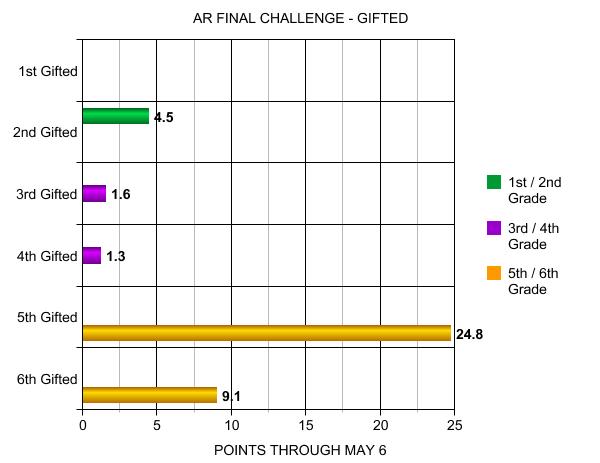 AR FINAL CHALLENGE - GIFTED
1st Gifted
2nd Gifted
4.5
3rd Gifted
1.6
4th Gifted
1.3
5th Gifted
24.8
6th Gifted
9.1
0 5 10 15 20 25
POINTS THROUGH MAY 6
1st / 2nd
Grade
3rd / 4th
Grade
5th / 6th
Grade